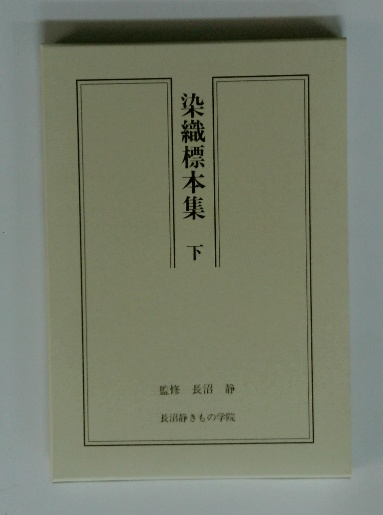 染織標本集 下
監修 長沼 静
長沼静きもの学院